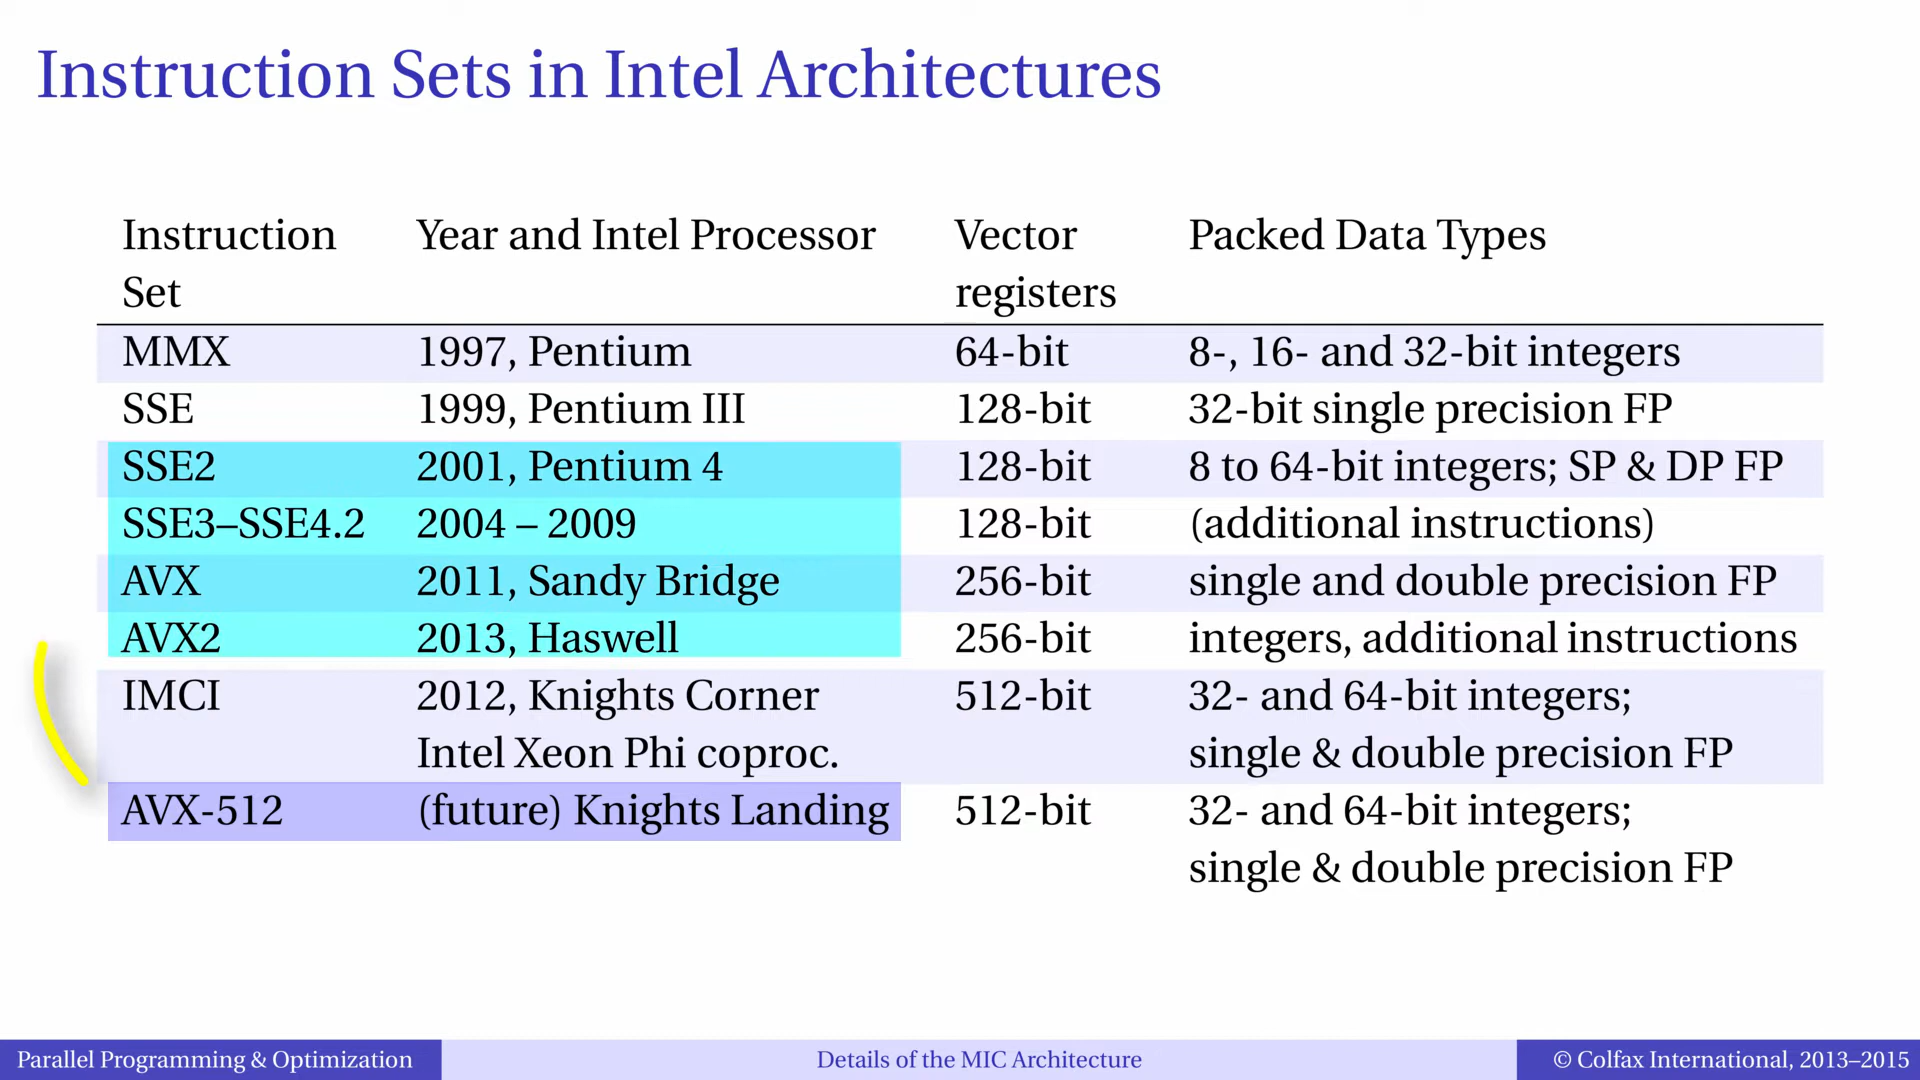 Instruction Sets in Intel Architectures
Instruction Set Year and Intel Processor Vector registers Packed Data Types
MMX 1997, Pentium 64-bit 8-, 16- and 32-bit integers
SSE 1999, Pentium III 128-bit 32-bit single precision FP
SSE2 2001, Pentium 4 128-bit 8 to 64-bit integers; SP & DP FP
SSE3–SSE4.2 2004 – 2009 128-bit (additional instructions)
AVX 2011, Sandy Bridge 256-bit single and double precision FP
AVX2 2013, Haswell 256-bit integers, additional instructions
IMCI 2012, Knights Corner 512-bit 32- and 64-bit integers;
Intel Xeon Phi coproc. single & double precision FP
AVX-512 (future) Knights Landing 512-bit 32- and 64-bit integers;
single & double precision FP
Parallel Programming & Optimization Details of the MIC Architecture © Colfax International, 2013–2015